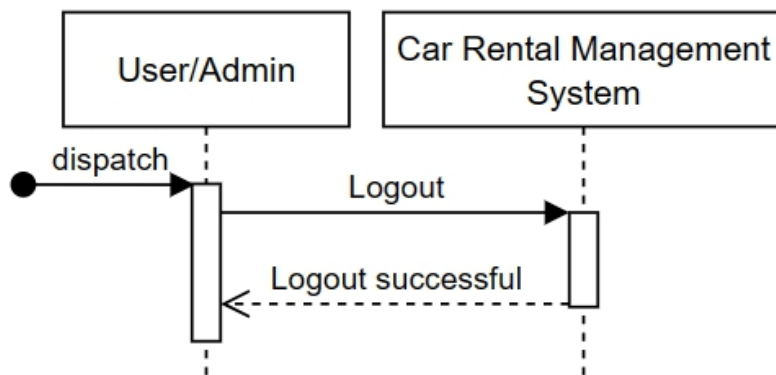 User/Admin
Car Rental Management
System
dispatch
Logout
Logout successful